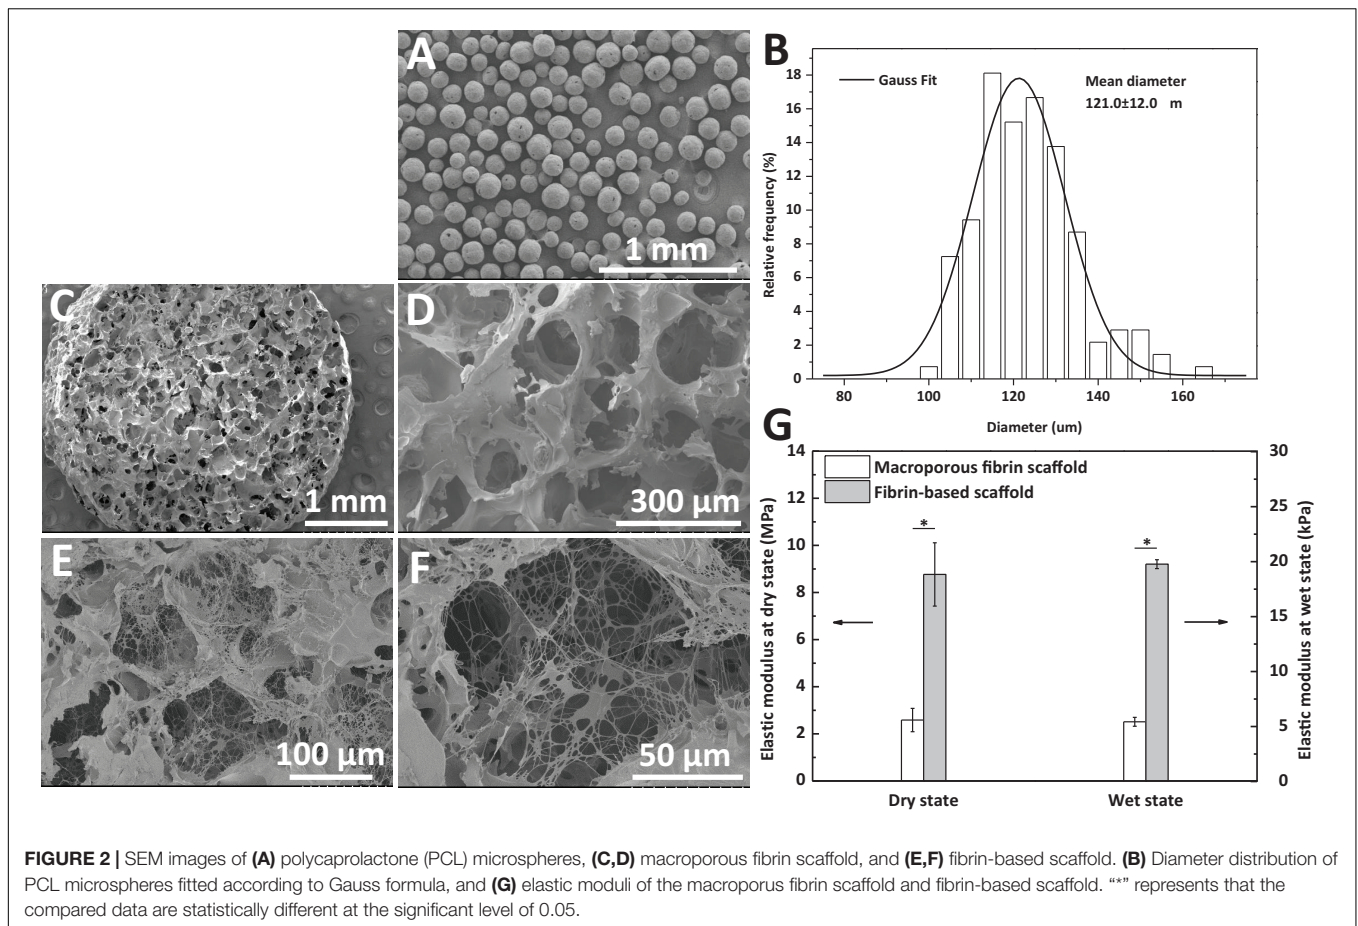 A
1 mm
B
Gauss Fit
Mean diameter
121.0±12.0 m
18
16
14
12
10
8
6
4
2
0
Relative frequency (%)
80 100 120 140 160
Diameter (um)
C
1 mm
D
300 µm
E
100 µm
F
50 µm
G
Macroporous fibrin scaffold
Fibrin-based scaffold
14
12
10
8
6
4
2
0
Elastic modulus at dry state (MPa)
*
*
30
25
20
15
10
5
0
Elastic modulus at wet state (kPa)
Dry state Wet state
FIGURE 2 | SEM images of (A) polycaprolactone (PCL) microspheres, (C,D) macroporous fibrin scaffold, and (E,F) fibrin-based scaffold. (B) Diameter distribution of
PCL microspheres fitted according to Gauss formula, and (G) elastic moduli of the macroporus fibrin scaffold and fibrin-based scaffold. “*” represents that the
compared data are statistically different at the significant level of 0.05.